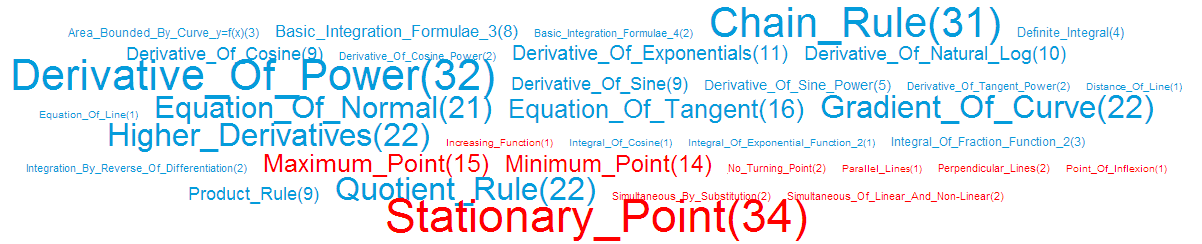 Area_Bounded_By_Curve_y=f(x)(3) Basic_Integration_Formulae_3(8) Basic_Integration_Formulae_4(2) Chain_Rule(31) Definite_Integral(4)
Derivative_Of_Cosine(9) Derivative_Of_Cosine_Power(2) Derivative_Of_Exponentials(11) Derivative_Of_Natural_Log(10)
Derivative_Of_Power(32) Derivative_Of_Sine(9) Derivative_Of_Sine_Power(5) Derivative_Of_Tangent_Power(2) Distance_Of_Line(1)
Equation_Of_Line(1) Equation_Of_Normal(21) Equation_Of_Tangent(16) Gradient_Of_Curve(22)
Higher_Derivatives(22) Increasing_Function(1) Integral_Of_Cosine(1) Integral_Of_Exponential_Function_2(1) Integral_Of_Fraction_Function_2(3)
Integration_By_Reverse_Of_Differentiation(2) Maximum_Point(15) Minimum_Point(14) No_Turning_Point(2) Parallel_Lines(1) Perpendicular_Lines(2) Point_Of_Inflexion(1)
Product_Rule(9) Quotient_Rule(22) Simultaneous_By_Substitution(2) Simultaneous_Of_Linear_And_Non-Linear(2)
Stationary_Point(34)